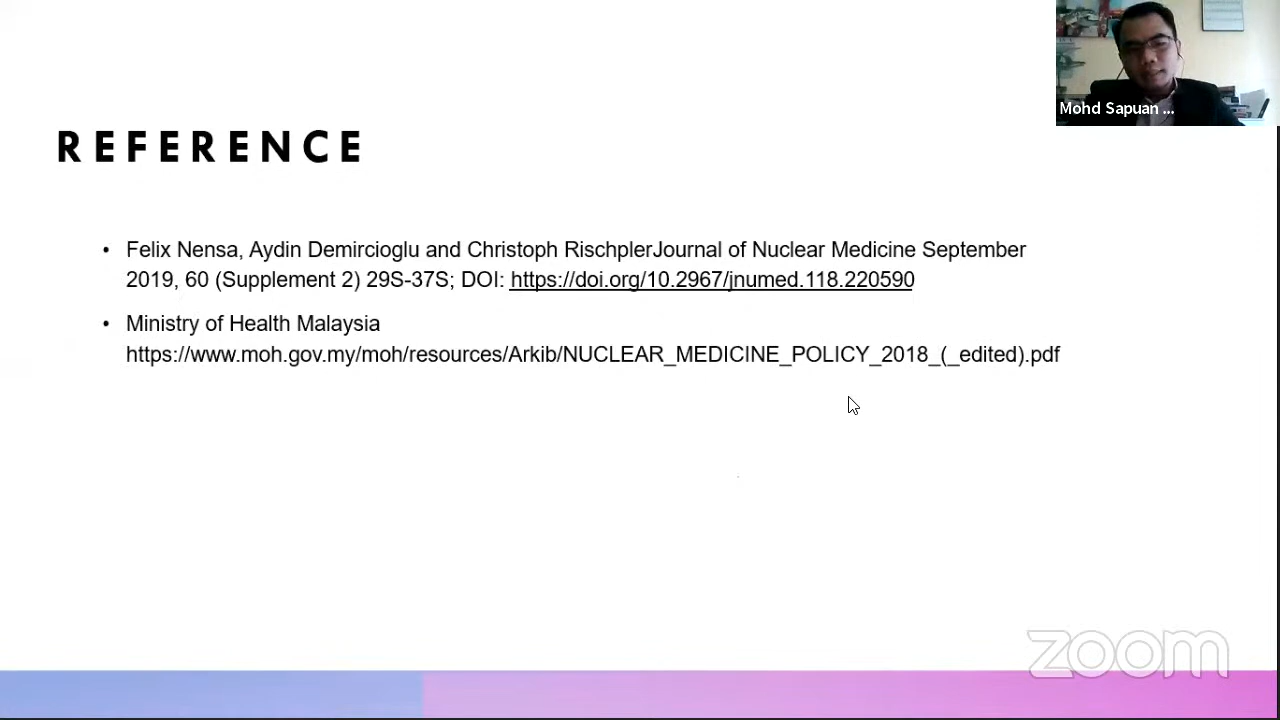 Mohd Sapuan ...
REFERENCE
• Felix Nensa, Aydin Demircioglu and Christoph RischplerJournal of Nuclear Medicine September
2019, 60 (Supplement 2) 29S-37S; DOI: https://doi.org/10.2967/jnumed.118.220590
• Ministry of Health Malaysia
https://www.moh.gov.my/moh/resources/Arkib/NUCLEAR_MEDICINE_POLICY_2018_(_edited).pdf
zoom